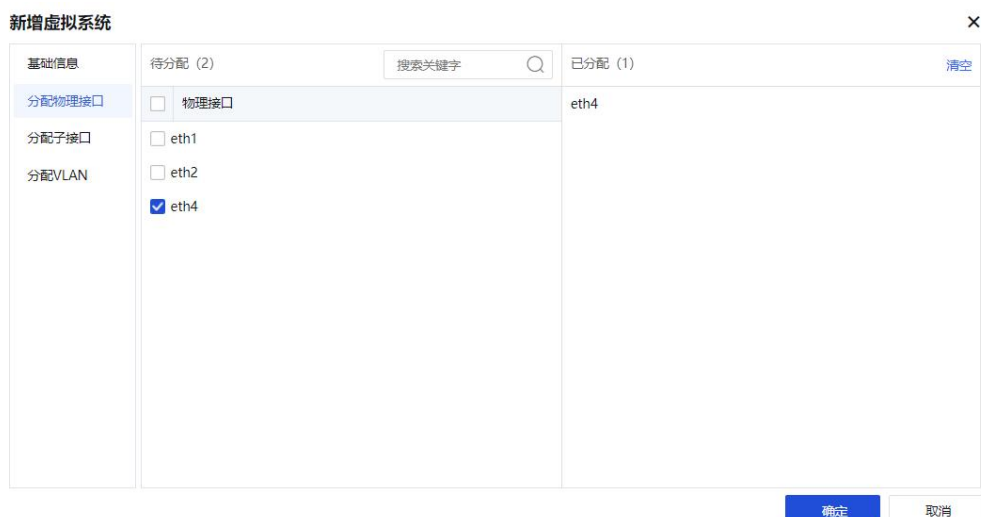 新增虚拟系统
基础信息
分配物理接口
分配子接口
分配VLAN
待分配 (2)
搜索关键字
物理接口
eth1
eth2
eth4
已分配 (1)
清空
eth4
确定
取消